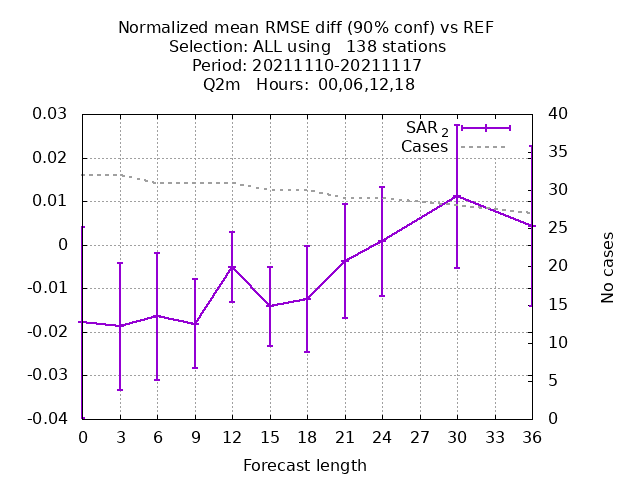 Normalized mean RMSE diff (90% conf) vs REF
Selection: ALL using   138 stations
Period: 20211110-20211117
Q2m   Hours:  00,06,12,18
0.03
0.02
0.01
0
-0.01
-0.02
-0.03
-0.04
SAR 2
Cases
40
35
30
25
20
15
10
5
0
No cases
0 3 6 9 12 15 18 21 24 27 30 33 36
Forecast length